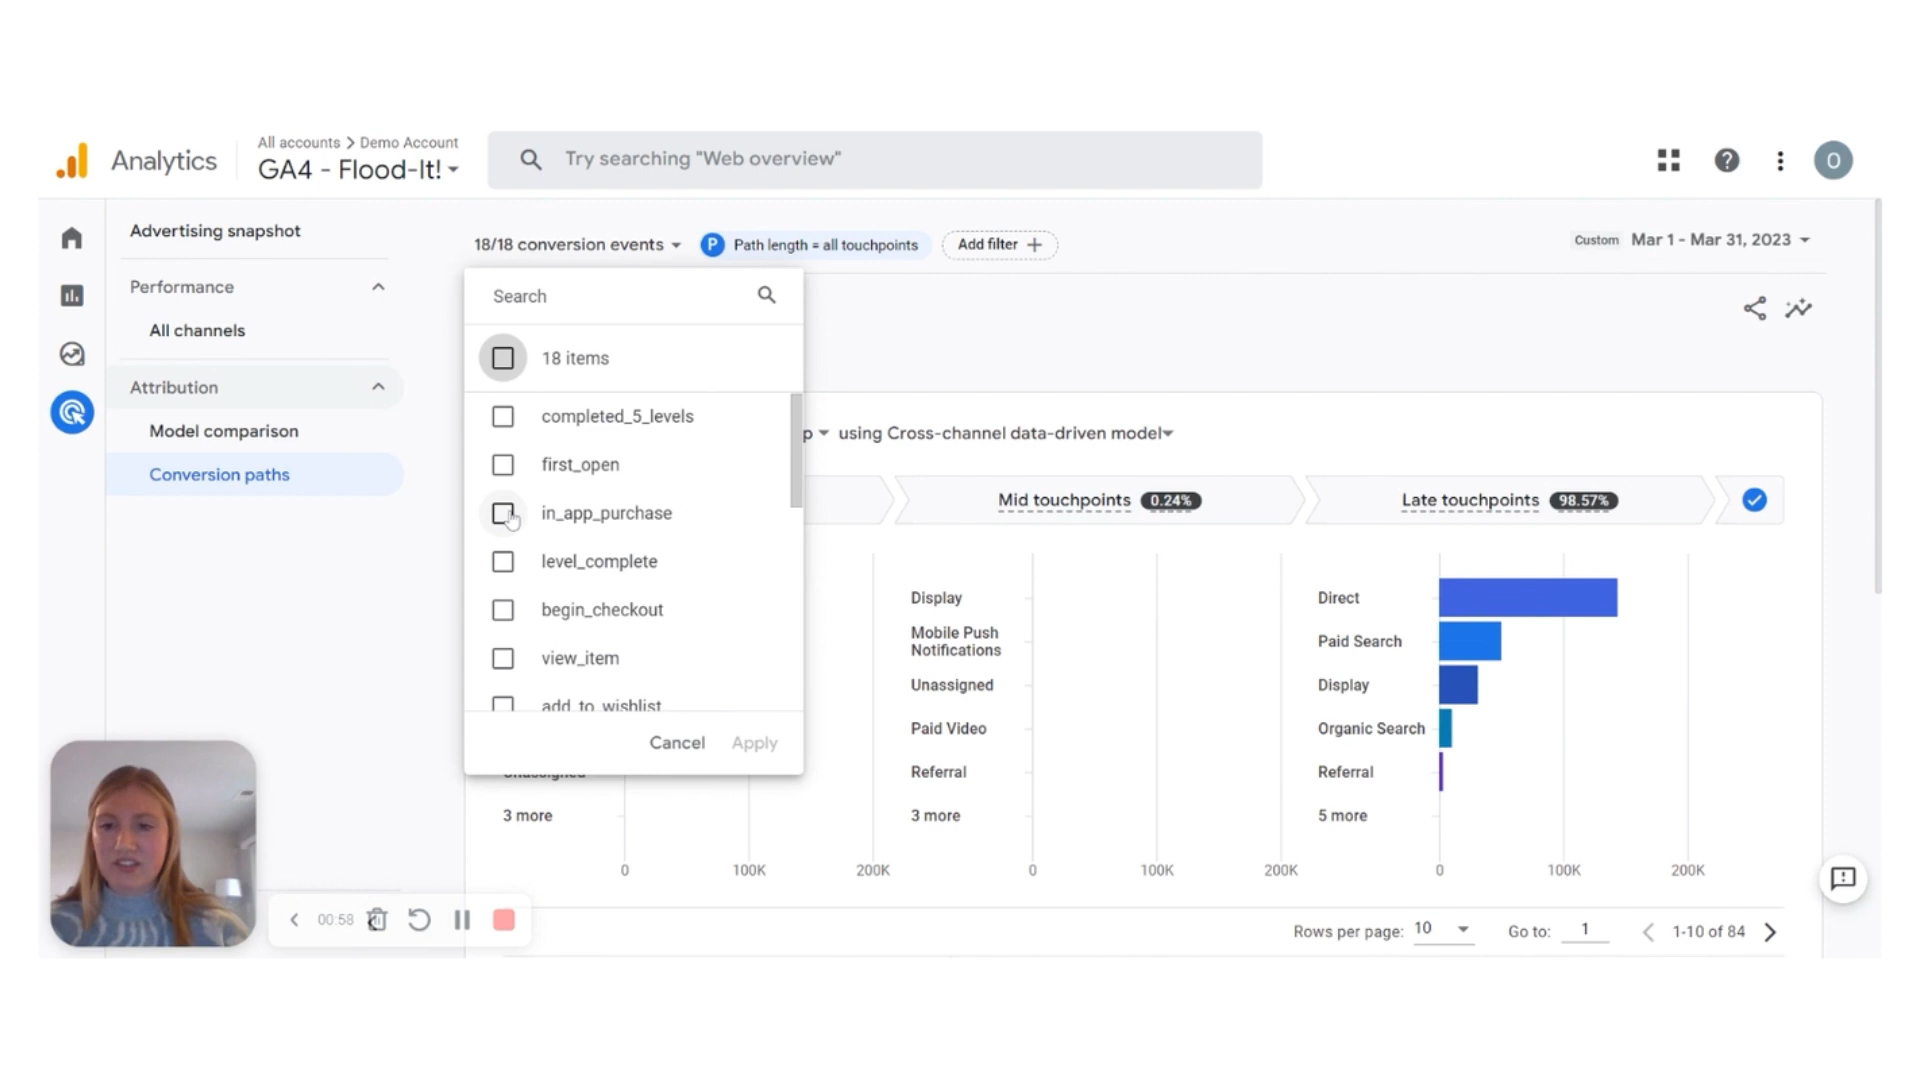 Analytics
All accounts > Demo Account
GA4 - Flood-It!
Try searching "Web overview"
O
Advertising snapshot
Performance
All channels
Attribution
Model comparison
Conversion paths
18/18 conversion events
P Path length = all touchpoints
Add filter +
Custom Mar 1 - Mar 31, 2023
Search
18 items
completed_5_levels
first_open
in_app_purchase
level_complete
begin_checkout
view_item
add_to_wishlist
Cancel Apply
p using Cross-channel data-driven model
Mid touchpoints 0.24%
Late touchpoints 98.57%
Unassigned
3 more
0 100K 200K
Display
Mobile Push
Notifications
Unassigned
Paid Video
Referral
3 more
0 100K 200K
Direct
Paid Search
Display
Organic Search
Referral
5 more
0 100K 200K
00:58
Rows per page: 10 Go to: 1 1-10 of 84